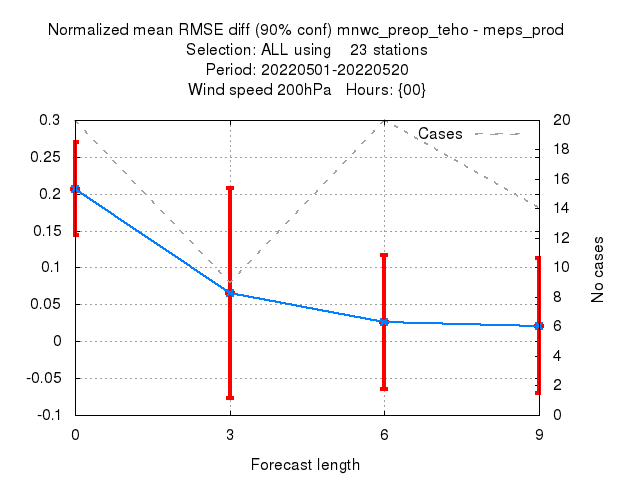 Normalized mean RMSE diff (90% conf) mnwc_preop_teho - meps_prod
Selection: ALL using    23 stations
Period: 20220501-20220520
Wind speed 200hPa   Hours: {00}
Cases
0.3
0.25
0.2
0.15
0.1
0.05
0
-0.05
-0.1
20
18
16
14
12
10
8
6
4
2
0
No cases
0 3 6 9
Forecast length